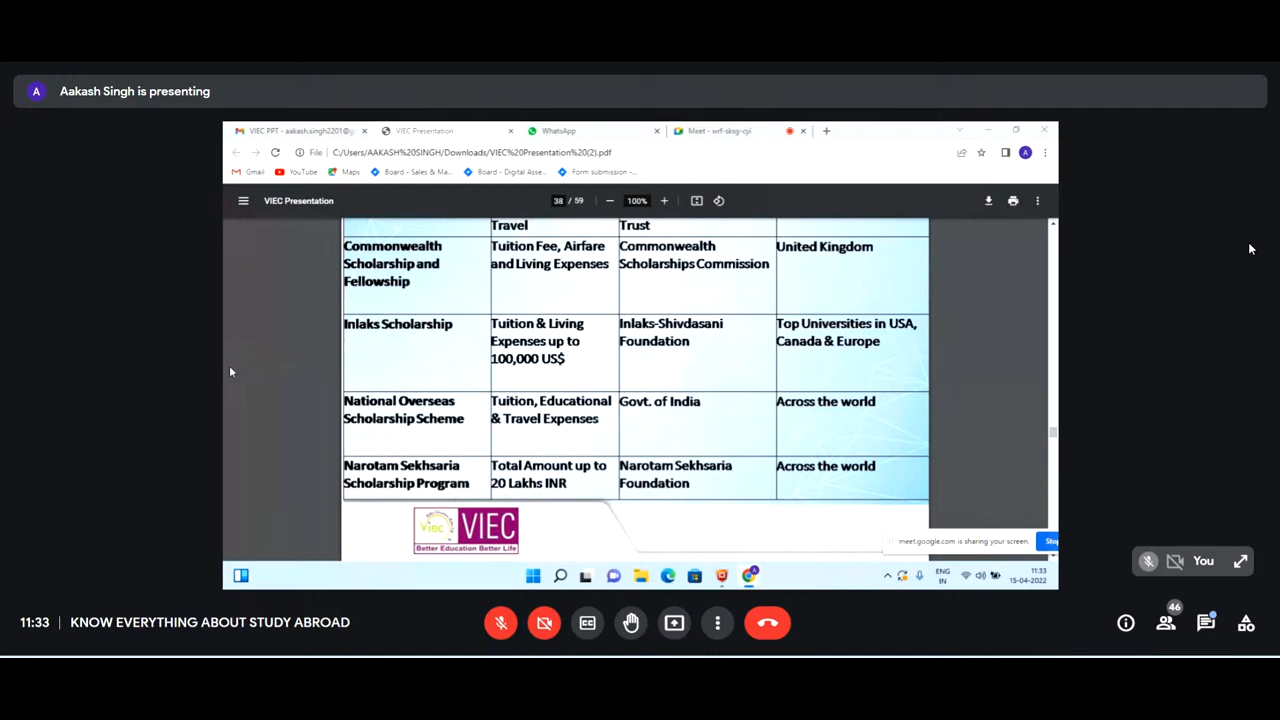 A Aakash Singh is presenting
VIEC PPT - aakash.singh2201@g
VIEC Presentation
WhatsApp
Meet - wrf-sksg-cyi
File C:/Users/AAKASH%20SINGH/Downloads/VIEC%20Presentation%20(2).pdf
A
Gmail YouTube Maps Board - Sales & Ma... Board - Digital Asse... Form submission -...
VIEC Presentation 38 / 59 100%
Travel Trust
Commonwealth Scholarship and Fellowship
Tuition Fee, Airfare and Living Expenses
Commonwealth Scholarships Commission
United Kingdom
Inlaks Scholarship
Tuition & Living Expenses up to 100,000 US$
Inlaks-Shivdasani Foundation
Top Universities in USA, Canada & Europe
National Overseas Scholarship Scheme
Tuition, Educational & Travel Expenses
Govt. of India
Across the world
Narotam Sekhsaria Scholarship Program
Total Amount up to 20 Lakhs INR
Narotam Sekhsaria Foundation
Across the world
Viec VIEC
Better Education Better Life
meet.google.com is sharing your screen. Sto
You
ENG
IN
11:33
15-04-2022
11:33 | KNOW EVERYTHING ABOUT STUDY ABROAD
46